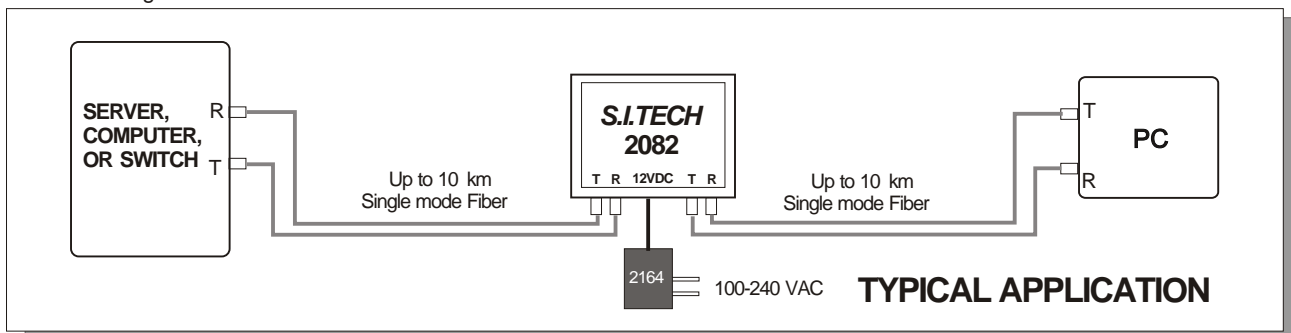 SERVER,
COMPUTER,
OR SWITCH
R
T
Up to 10 km
Single mode Fiber
S.I.TECH
2082
T R 12VDC T R
2164
100-240 VAC
Up to 10 km
Single mode Fiber
T
R
PC
TYPICAL APPLICATION